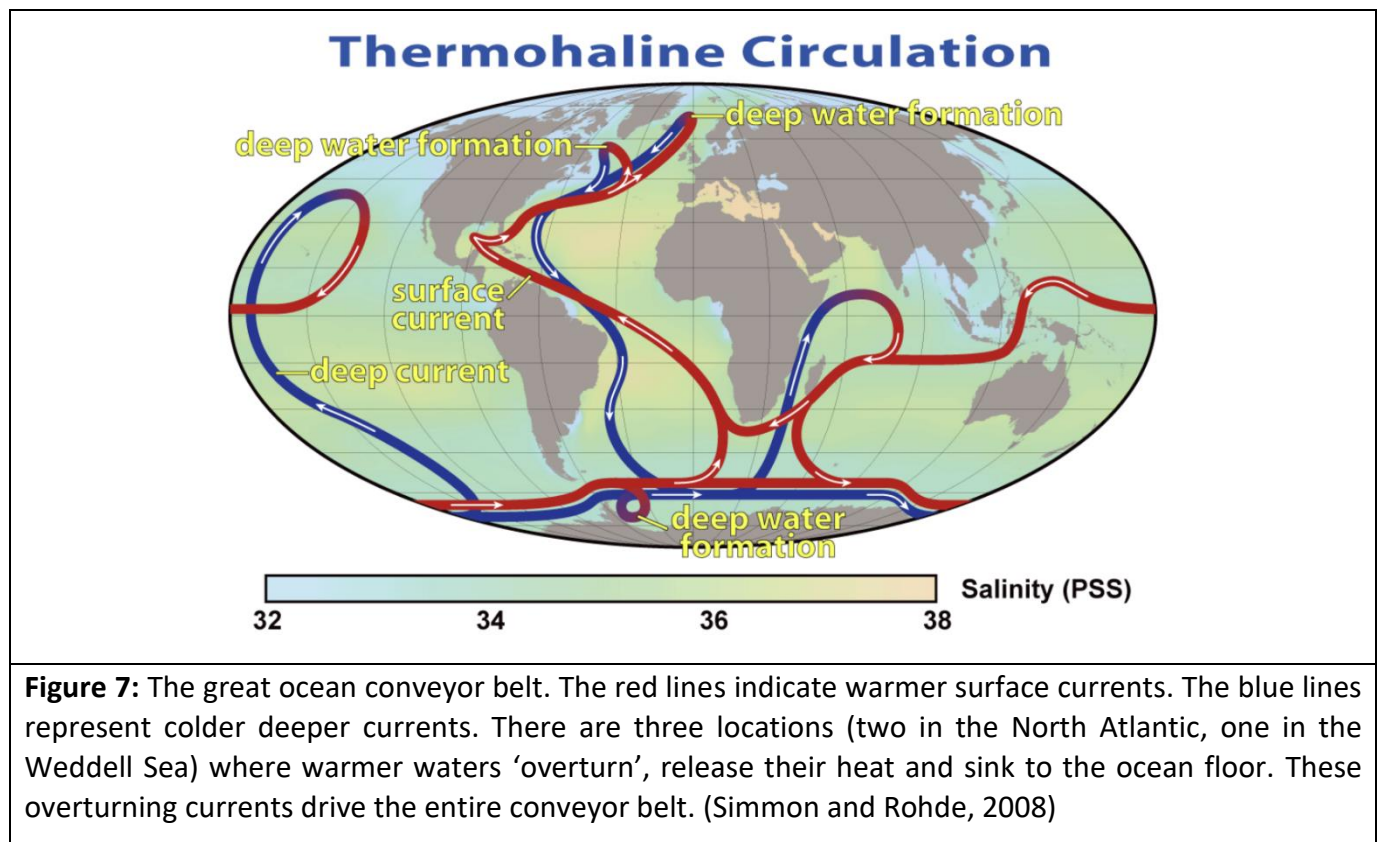 Thermohaline Circulation
deep water formation
deep water formation
surface
current
deep current
deep water
formation
Salinity (PSS)
32 34 36 38
Figure 7: The great ocean conveyor belt. The red lines indicate warmer surface currents. The blue lines
represent colder deeper currents. There are three locations (two in the North Atlantic, one in the
Weddell Sea) where warmer waters ‘overturn’, release their heat and sink to the ocean floor. These
overturning currents drive the entire conveyor belt. (Simmon and Rohde, 2008)